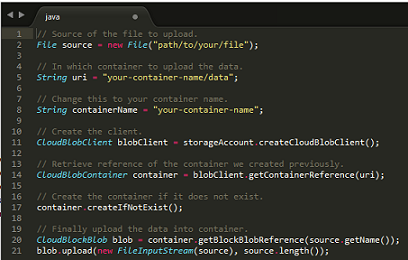 java
1 // Source of the file to upload.
2 File source = new File("path/to/your/file");
3
4 // In which container to upload the data.
5 String uri = "your-container-name/data";
6
7 // Change this to your container name.
8 String containerName = "your-container-name";
9
10 // Create the client.
11 CloudBlobClient blobClient = storageAccount.createCloudBlobClient();
12
13 // Retrieve reference of the container we created previously.
14 CloudBlobContainer container = blobClient.getContainerReference(uri);
15
16 // Create the container if it does not exist.
17 container.createIfNotExist();
18
19 // Finally upload the data into container.
20 CloudBlockBlob blob = container.getBlockBlobReference(source.getName());
21 blob.upload(new FileInputStream(source), source.length());